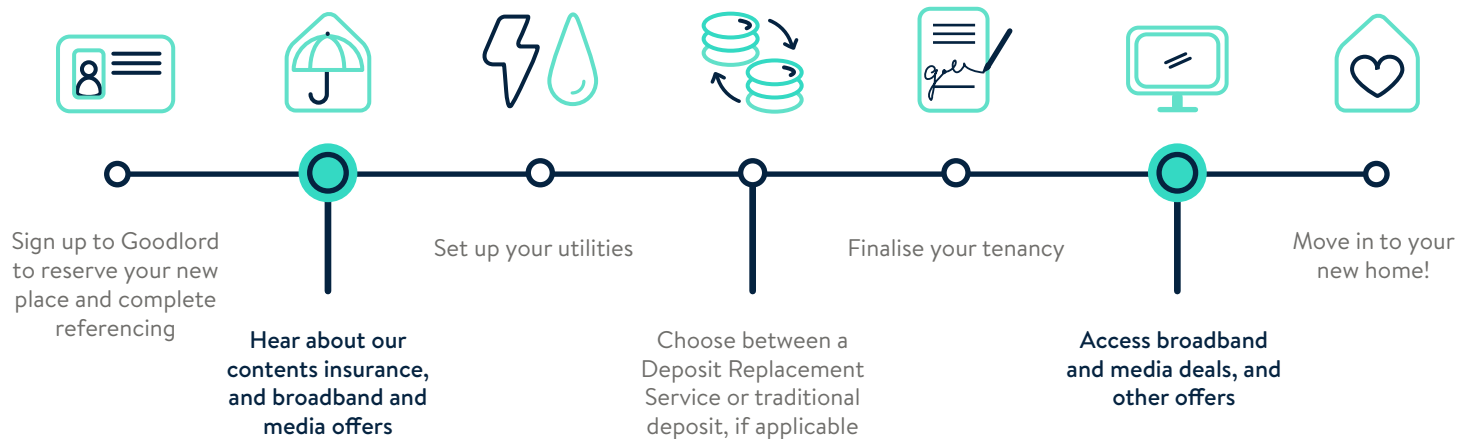 Sign up to Goodlord
to reserve your new
place and complete
referencing
Hear about our
contents insurance,
and broadband and
media offers
Set up your utilities
Choose between a
Deposit Replacement
Service or traditional
deposit, if applicable
Finalise your tenancy
Access broadband
and media deals, and
other offers
Move in to your
new home!